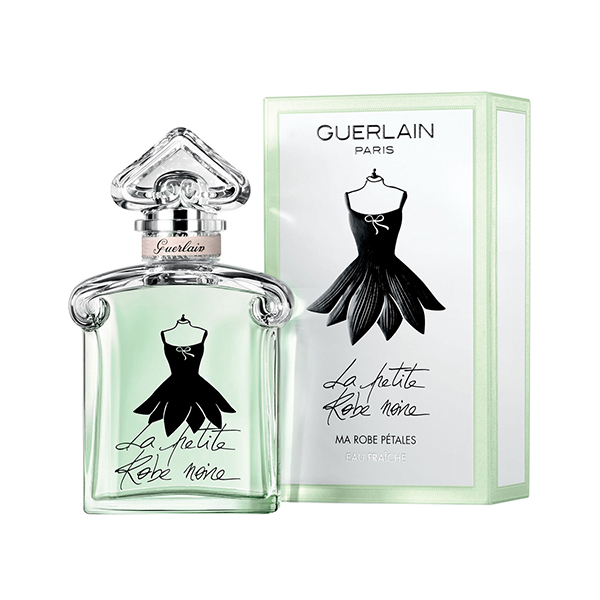 Guerlain
La petite
Robe noire
GUERLAIN
PARIS
La petite
Robe noire
MA ROBE PÉTALES
EAU FRAÎCHE